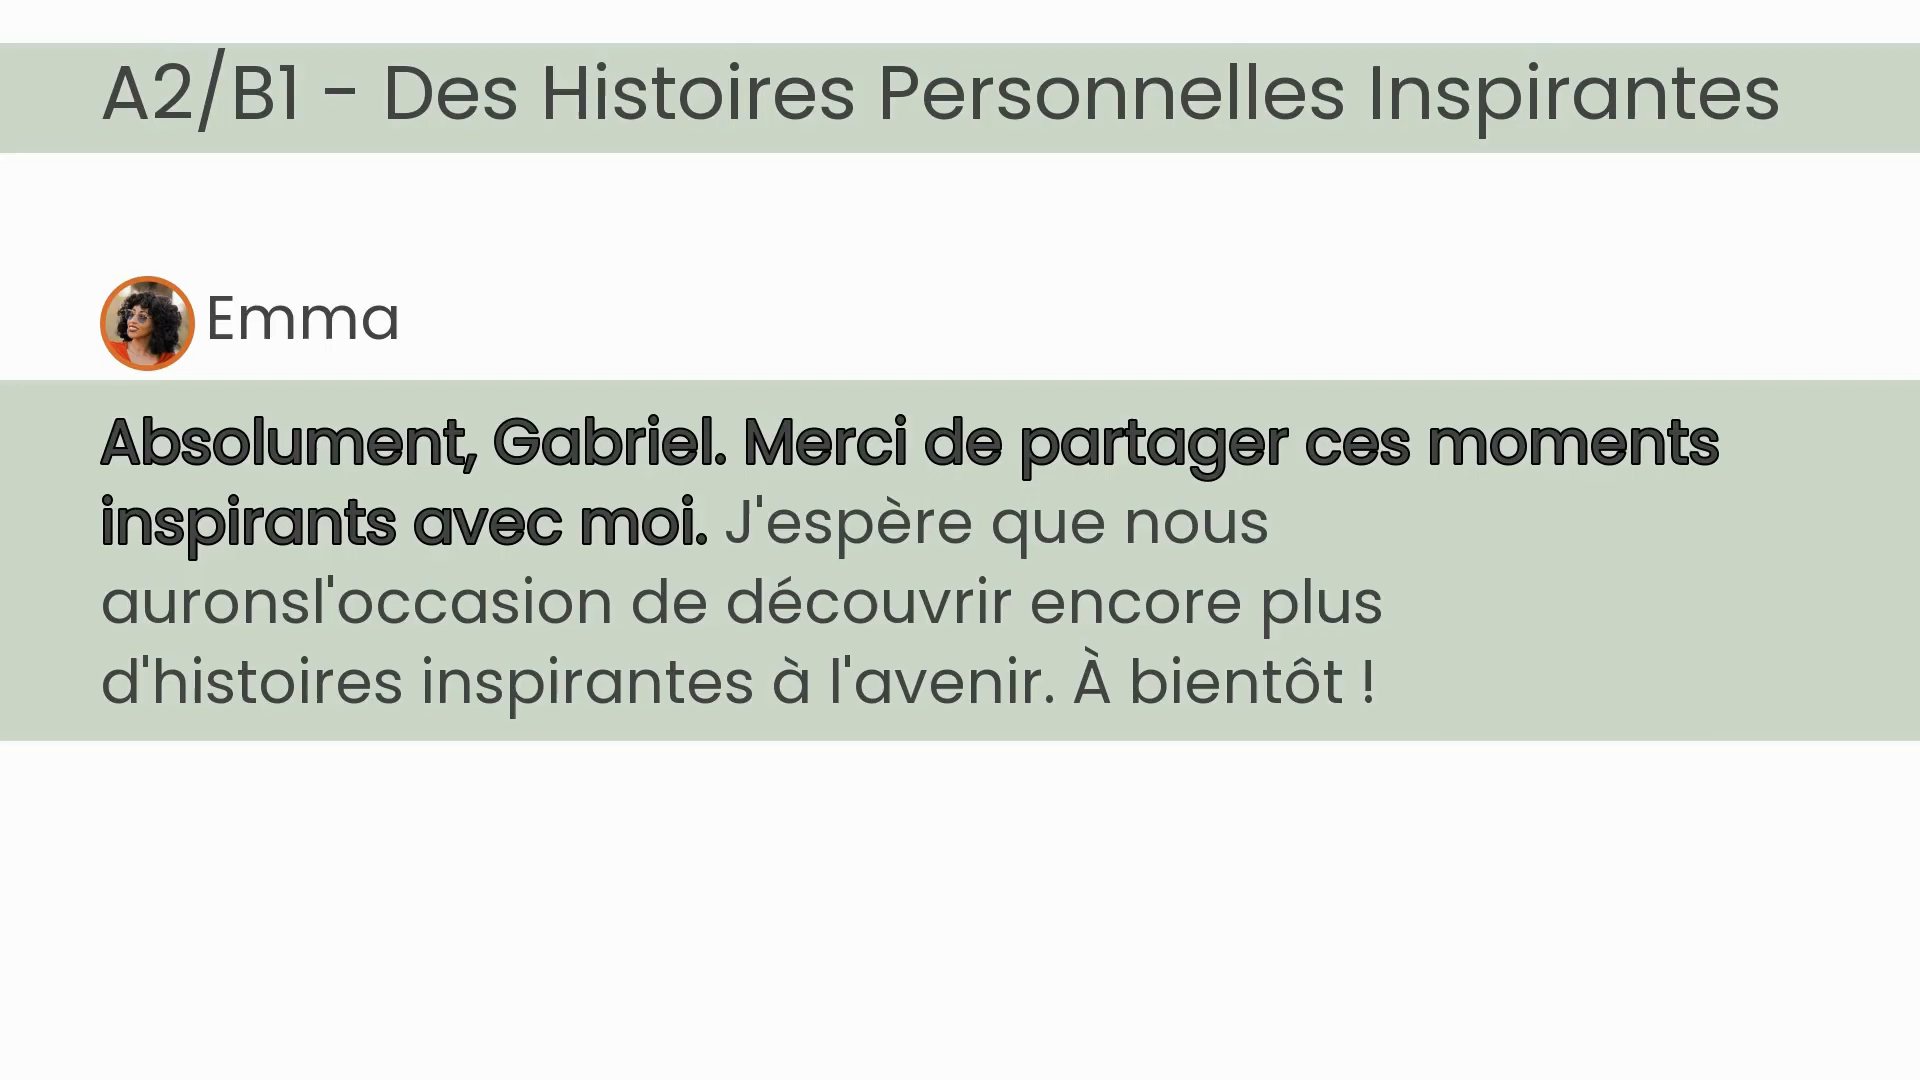 A2/B1 - Des Histoires Personnelles Inspirantes
Emma
Absolument, Gabriel. Merci de partager ces moments
inspirants avec moi. J'espère que nous
auronsl'occasion de découvrir encore plus
d'histoires inspirantes à l'avenir. À bientôt !